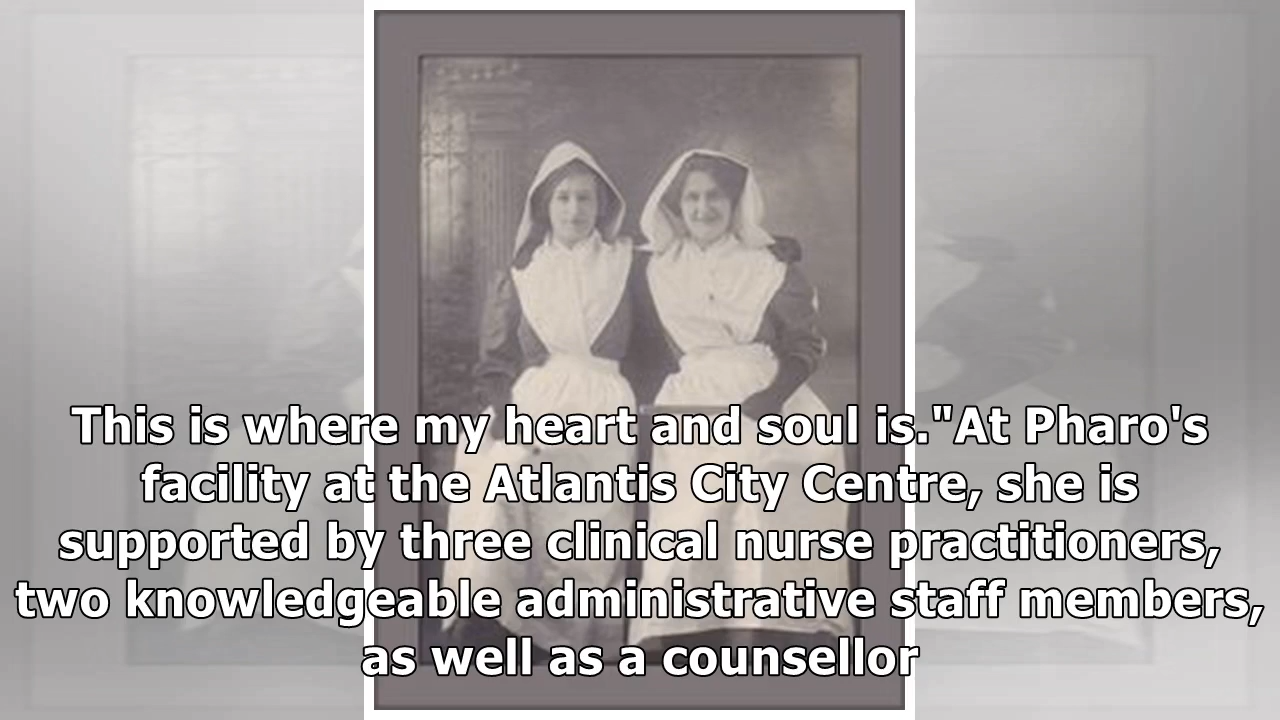 This is where my heart and soul is."At Pharo's
facility at the Atlantis City Centre, she is
supported by three clinical nurse practitioners,
two knowledgeable administrative staff members,
as well as a counsellor